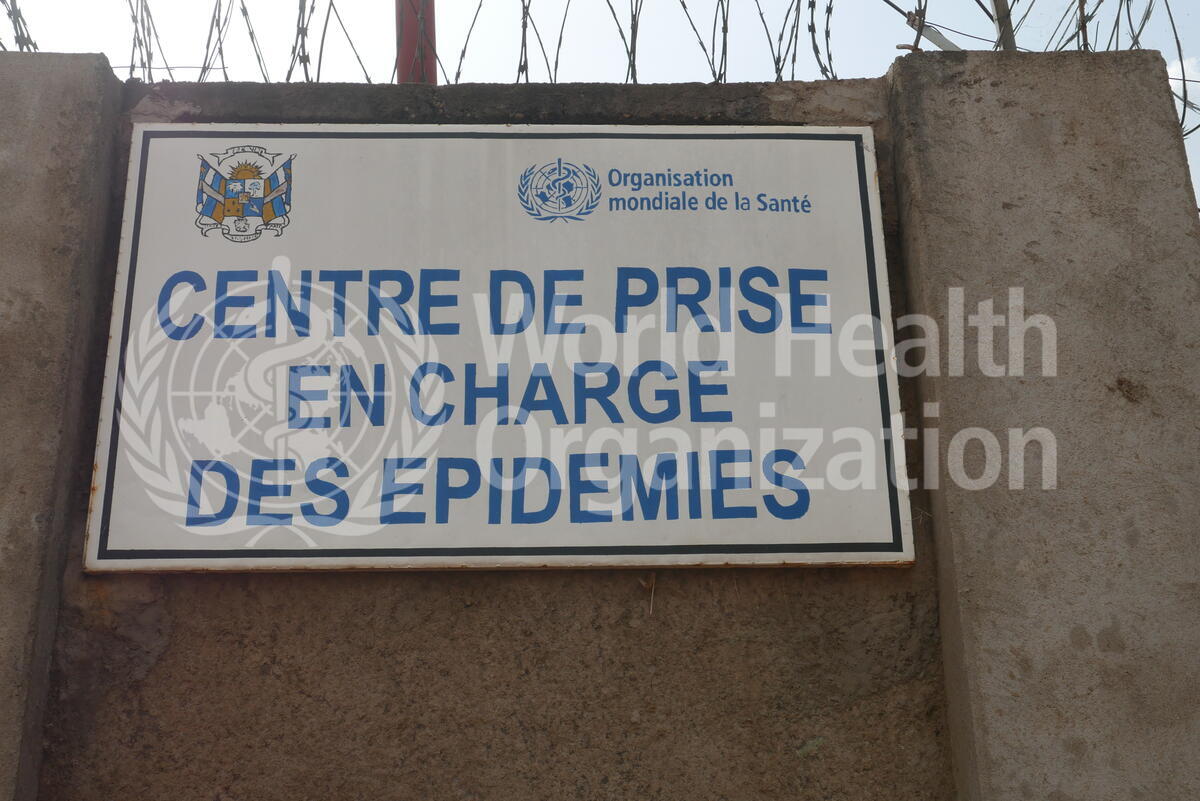 Organisation
mondiale de la Santé
CENTRE DE PRISE
EN CHARGE
DES EPIDEMIES
World Health
Organization